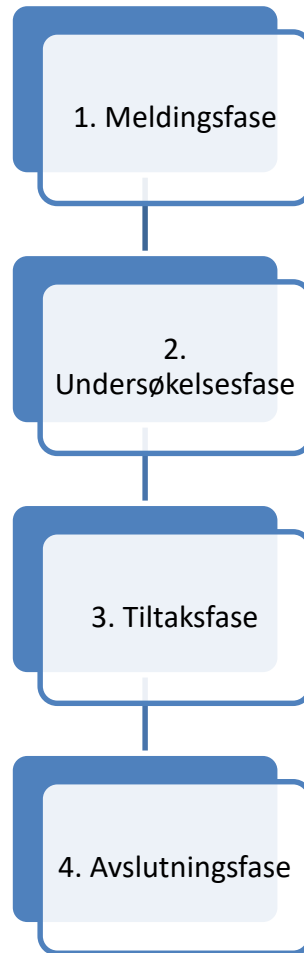 1. Meldingsfase
2.
Undersøkelsesfase
3. Tiltaksfase
4. Avslutningsfase